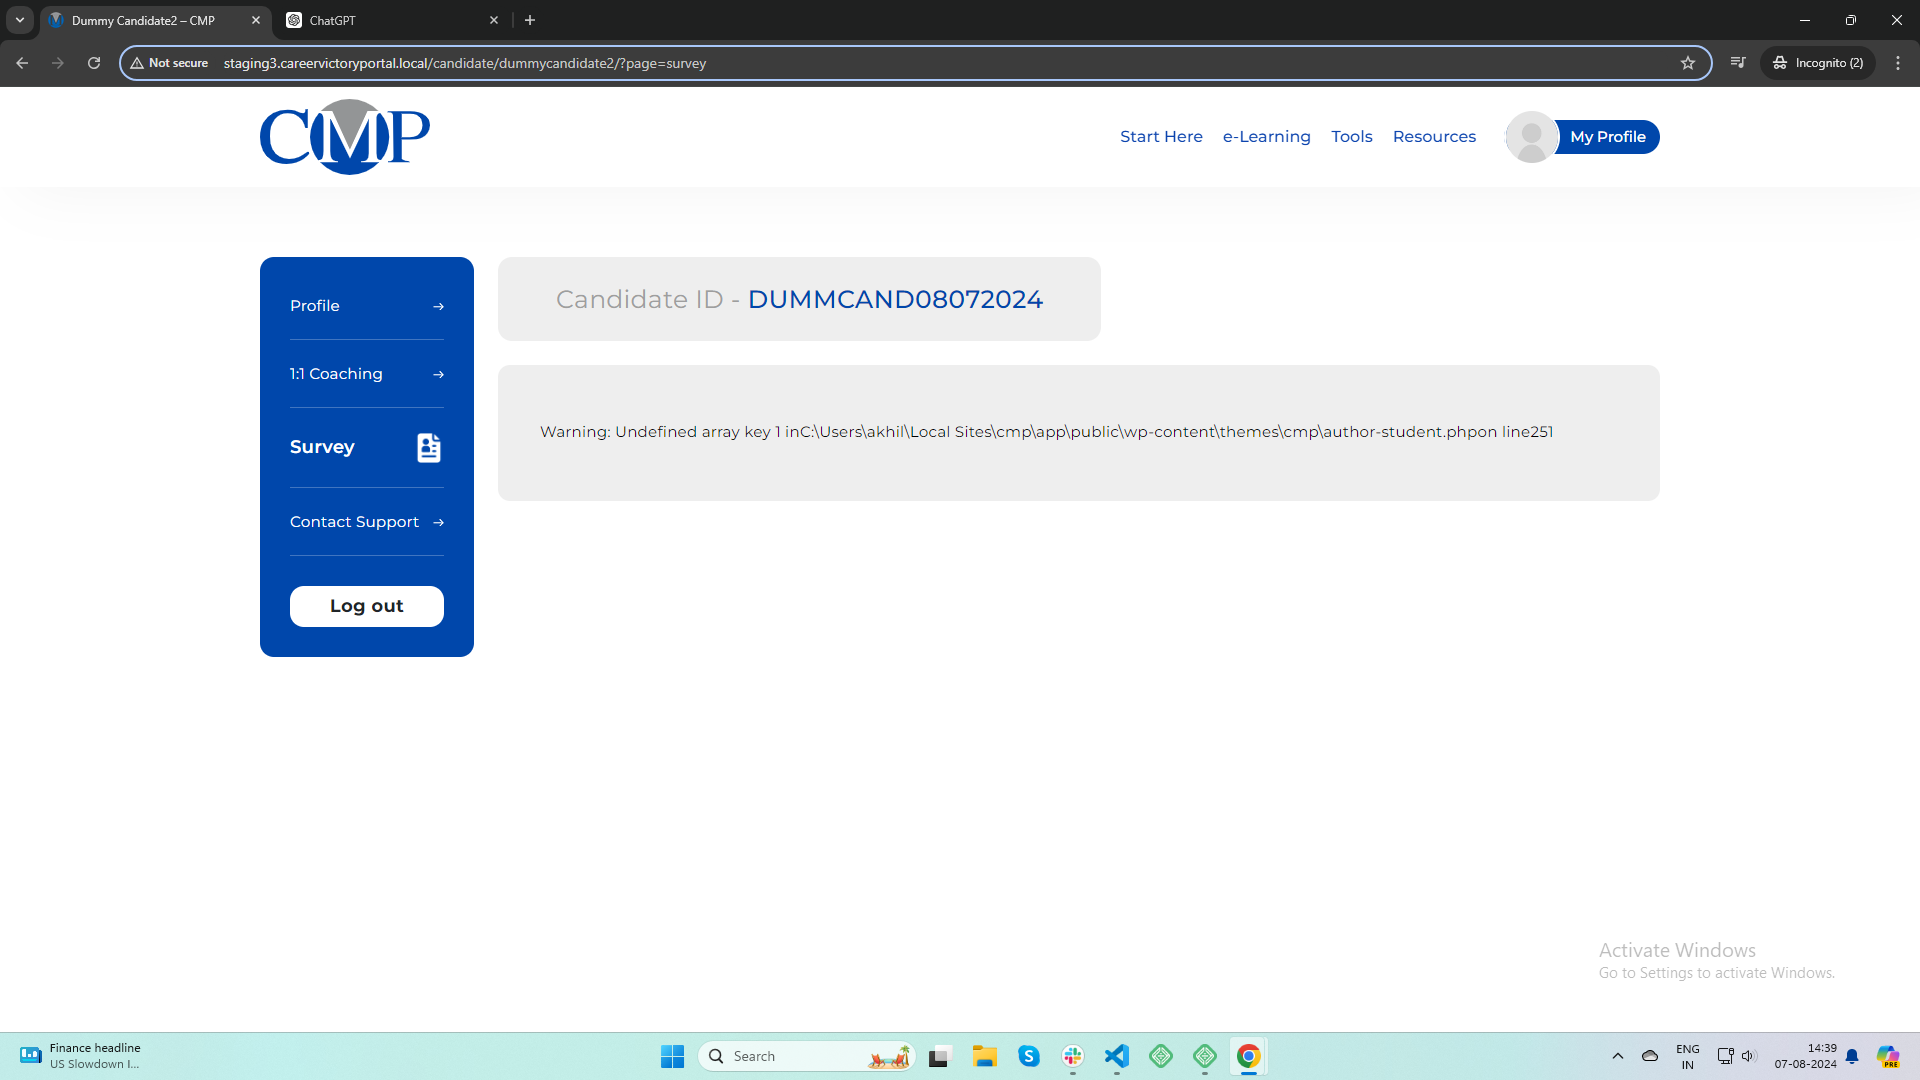 Dummy Candidate2 – CMP
ChatGPT
Not secure
staging3.careervictoryportal.local/candidate/dummycandidate2/?page=survey
Incognito (2)
CMP
Start Here
e-Learning
Tools
Resources
My Profile
Profile
1:1 Coaching
Survey
Contact Support
Log out
Candidate ID - DUMMCAND08072024
Warning: Undefined array key 1 inC:\Users\akhil\Local Sites\cmp\app\public\wp-content\themes\cmp\author-student.phpon line251
Activate Windows
Go to Settings to activate Windows.
Finance headline
US Slowdown I...
Search
S
ENG
IN
14:39
07-08-2024
PRE